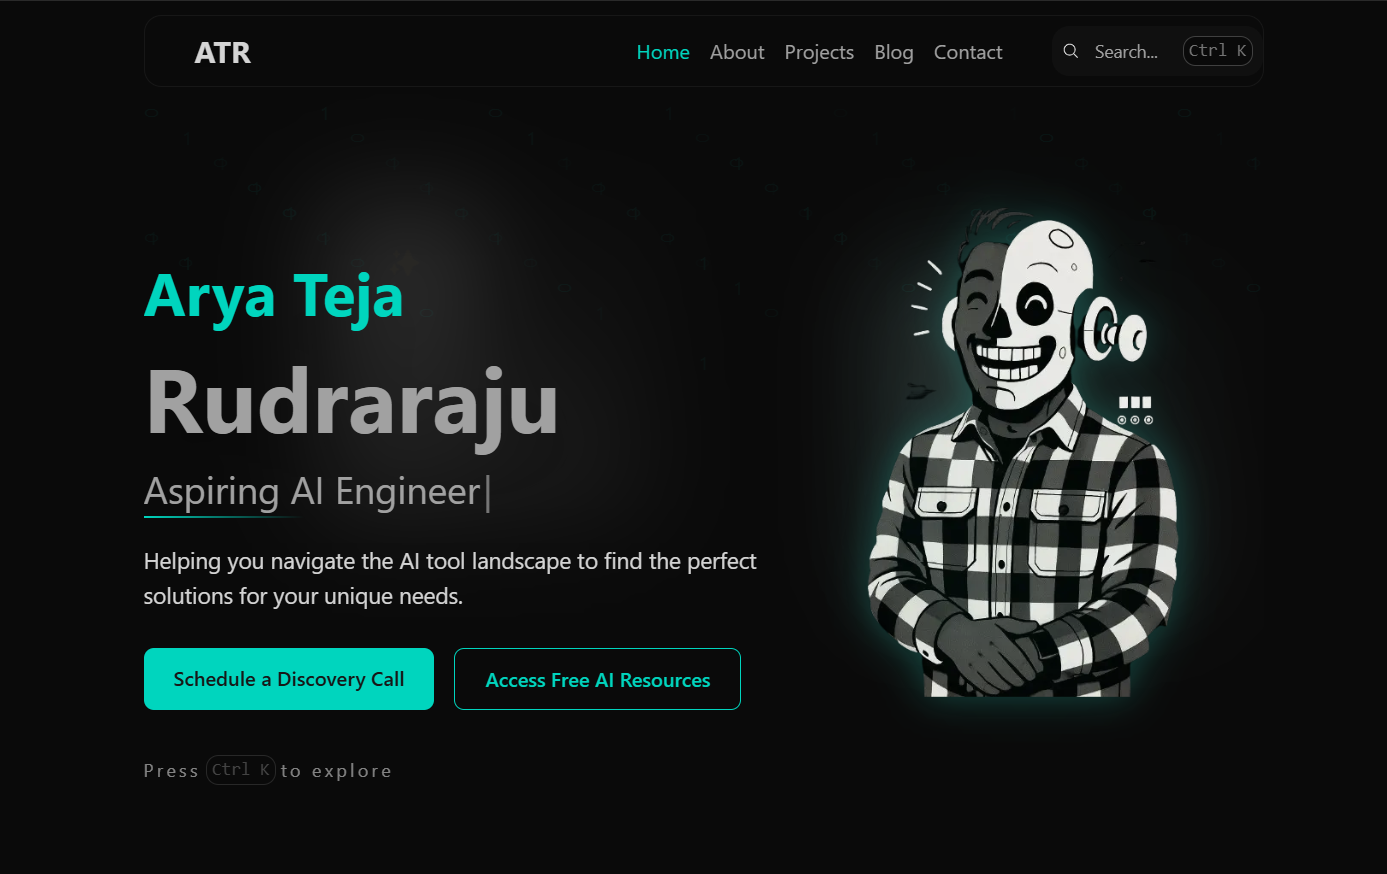 ATR
Home About Projects Blog Contact Search... Ctrl K
Arya Teja
Rudraraju
Aspiring AI Engineer|
Helping you navigate the AI tool landscape to find the perfect
solutions for your unique needs.
Schedule a Discovery Call Access Free AI Resources
Press Ctrl K to explore